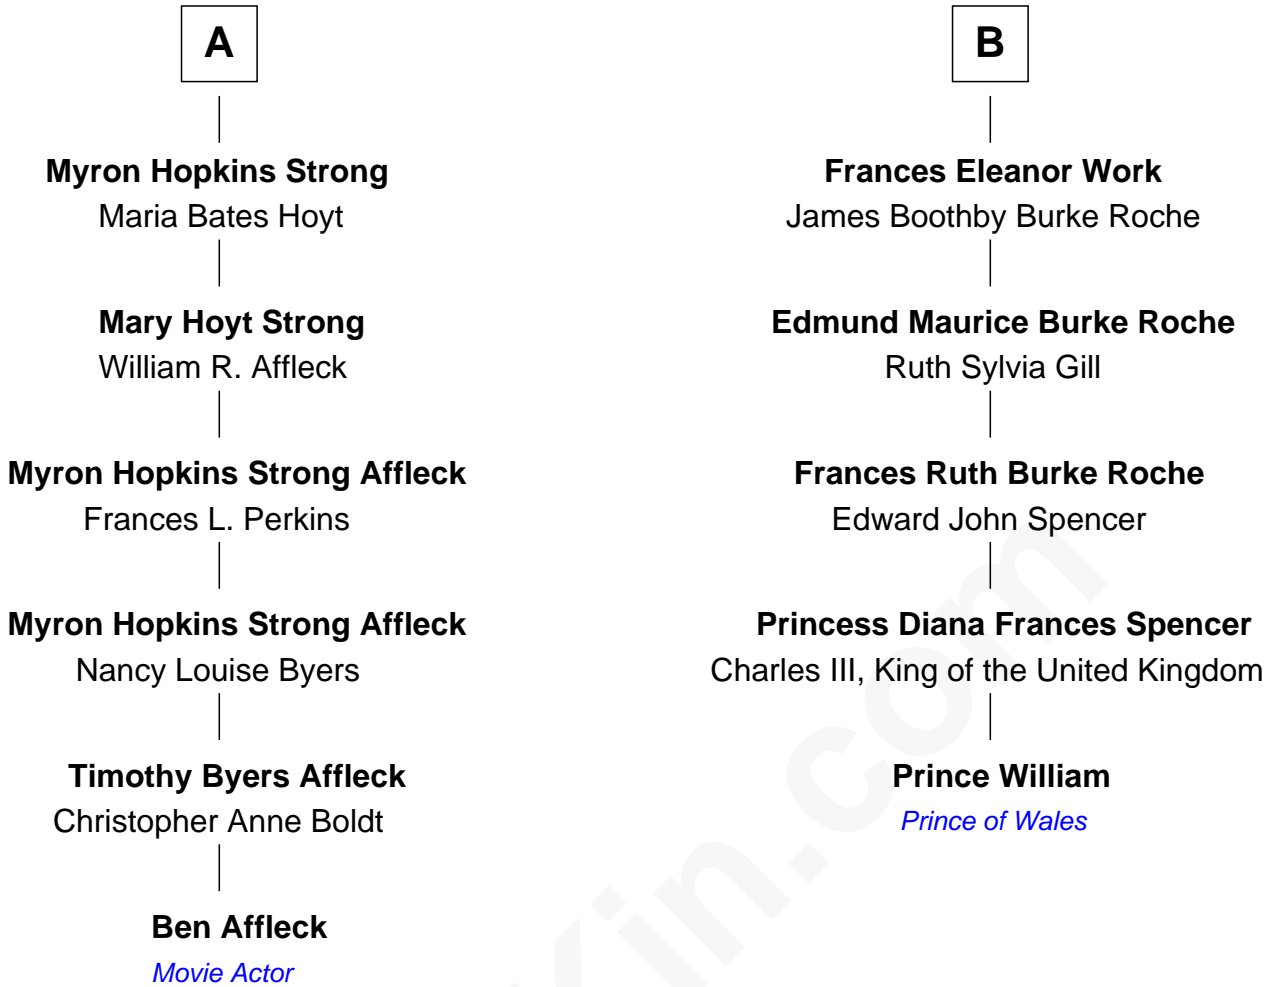 A
Myron Hopkins Strong
Maria Bates Hoyt
Mary Hoyt Strong
William R. Affleck
Myron Hopkins Strong Affleck
Frances L. Perkins
Myron Hopkins Strong Affleck
Nancy Louise Byers
Timothy Byers Affleck
Christopher Anne Boldt
Ben Affleck
Movie Actor
B
Frances Eleanor Work
James Boothby Burke Roche
Edmund Maurice Burke Roche
Ruth Sylvia Gill
Frances Ruth Burke Roche
Edward John Spencer
Princess Diana Frances Spencer
Charles III, King of the United Kingdom
Prince William
Prince of Wales
Kin.com